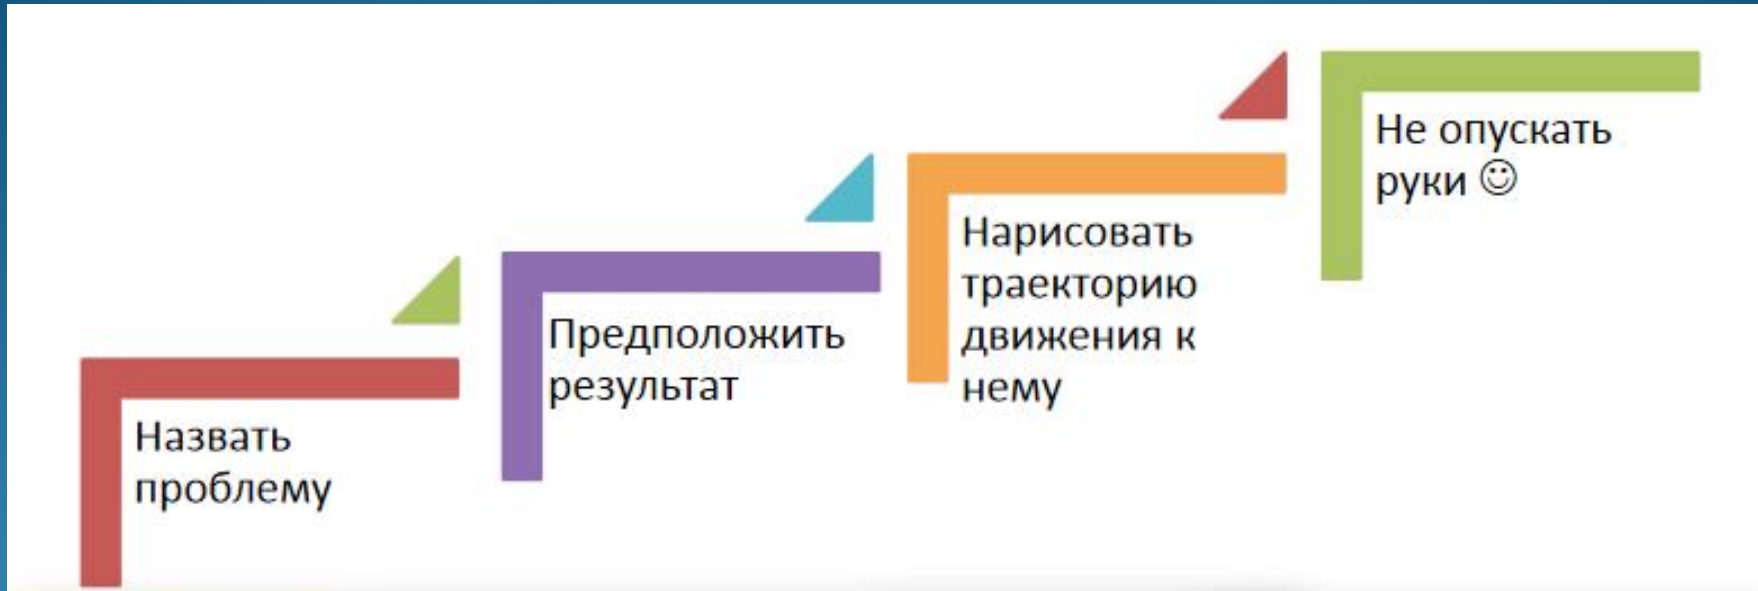 Назвать
проблему
Предположить
результат
Нарисовать
траекторию
движения к
нему
Не опускать
руки ☺